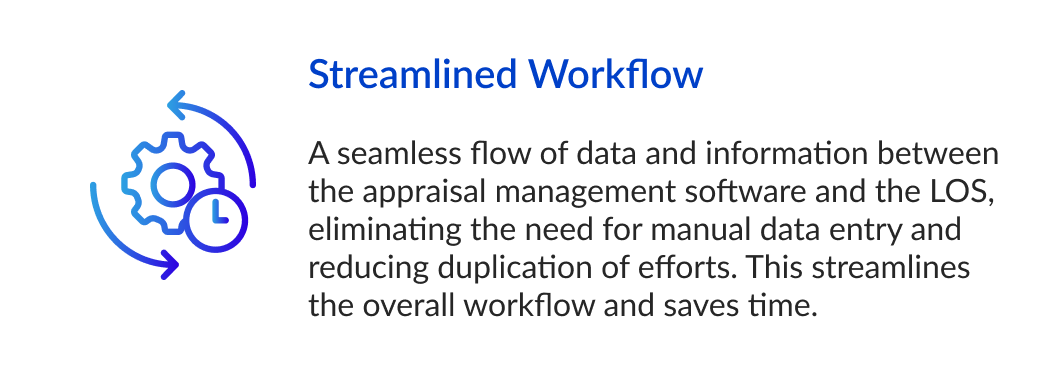 Streamlined Workflow
A seamless flow of data and information between
the appraisal management software and the LOS,
eliminating the need for manual data entry and
reducing duplication of efforts. This streamlines
the overall workflow and saves time.